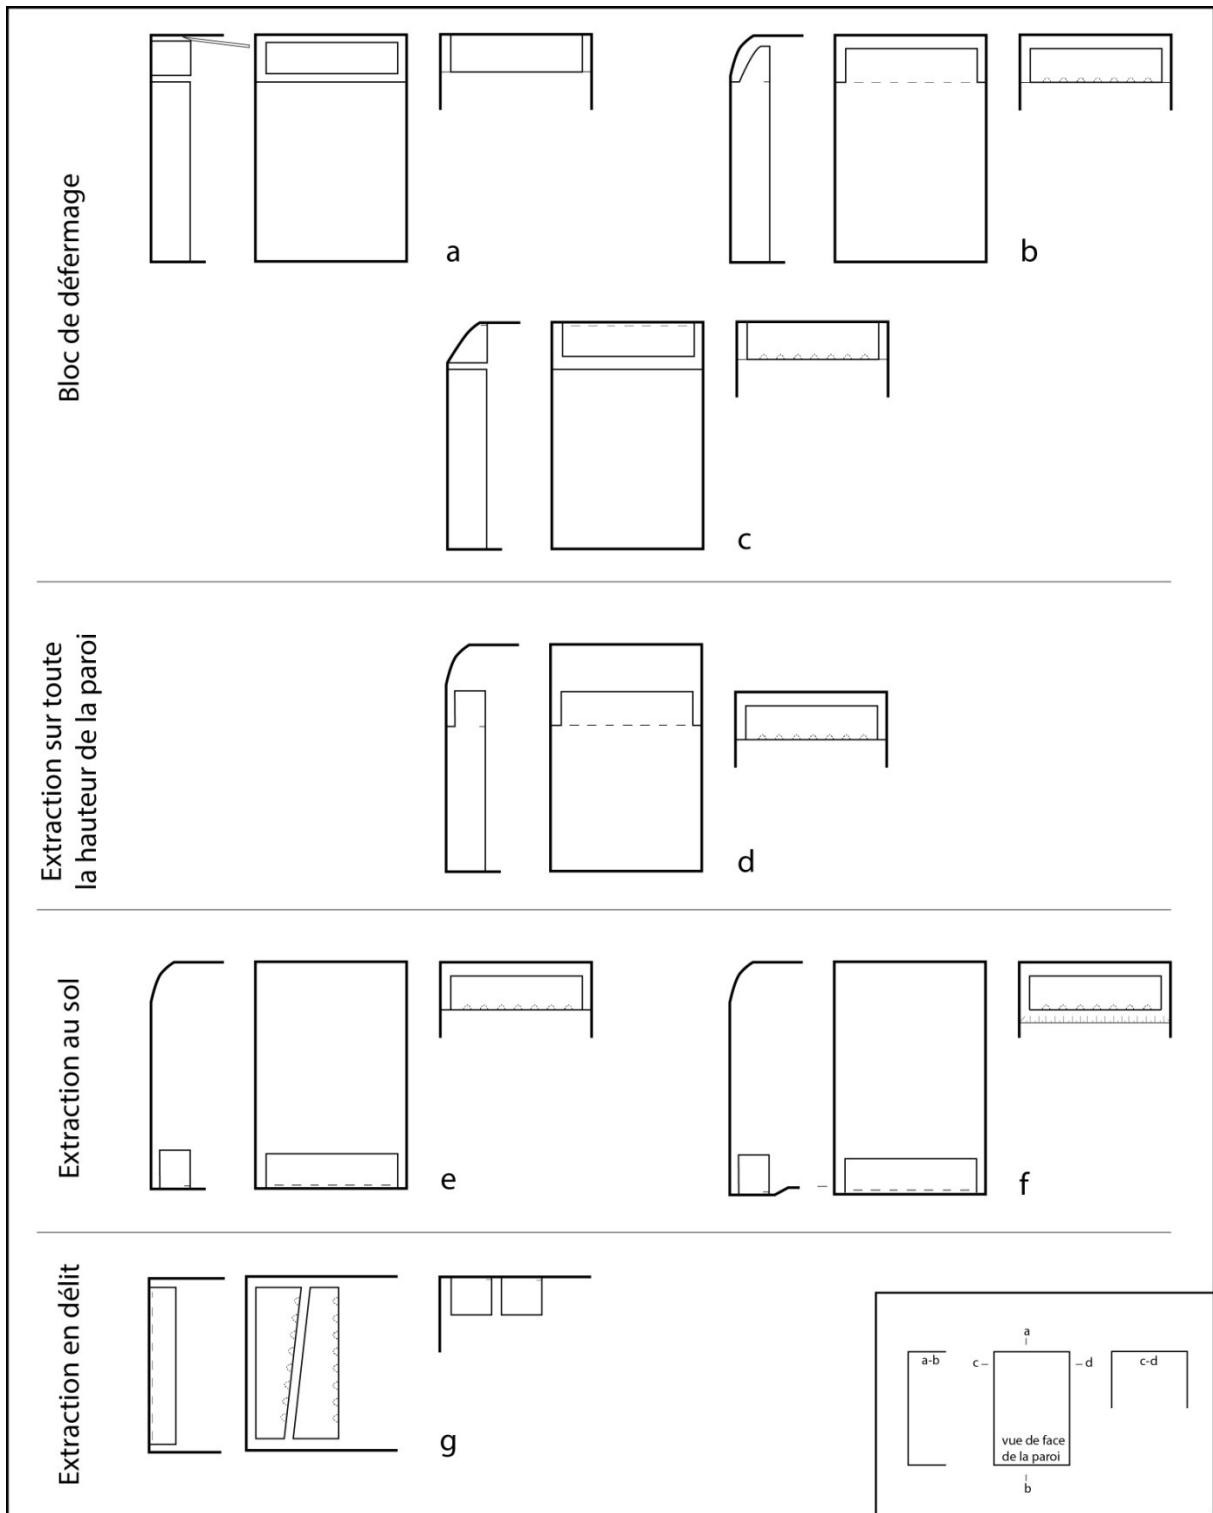 Bloc de défermage
a
b
c
Extraction sur toute
la hauteur de la paroi
d
Extraction au sol
e
f
Extraction en délit
g
a
a-b
c
d
c-d
vue de face
de la paroi
b